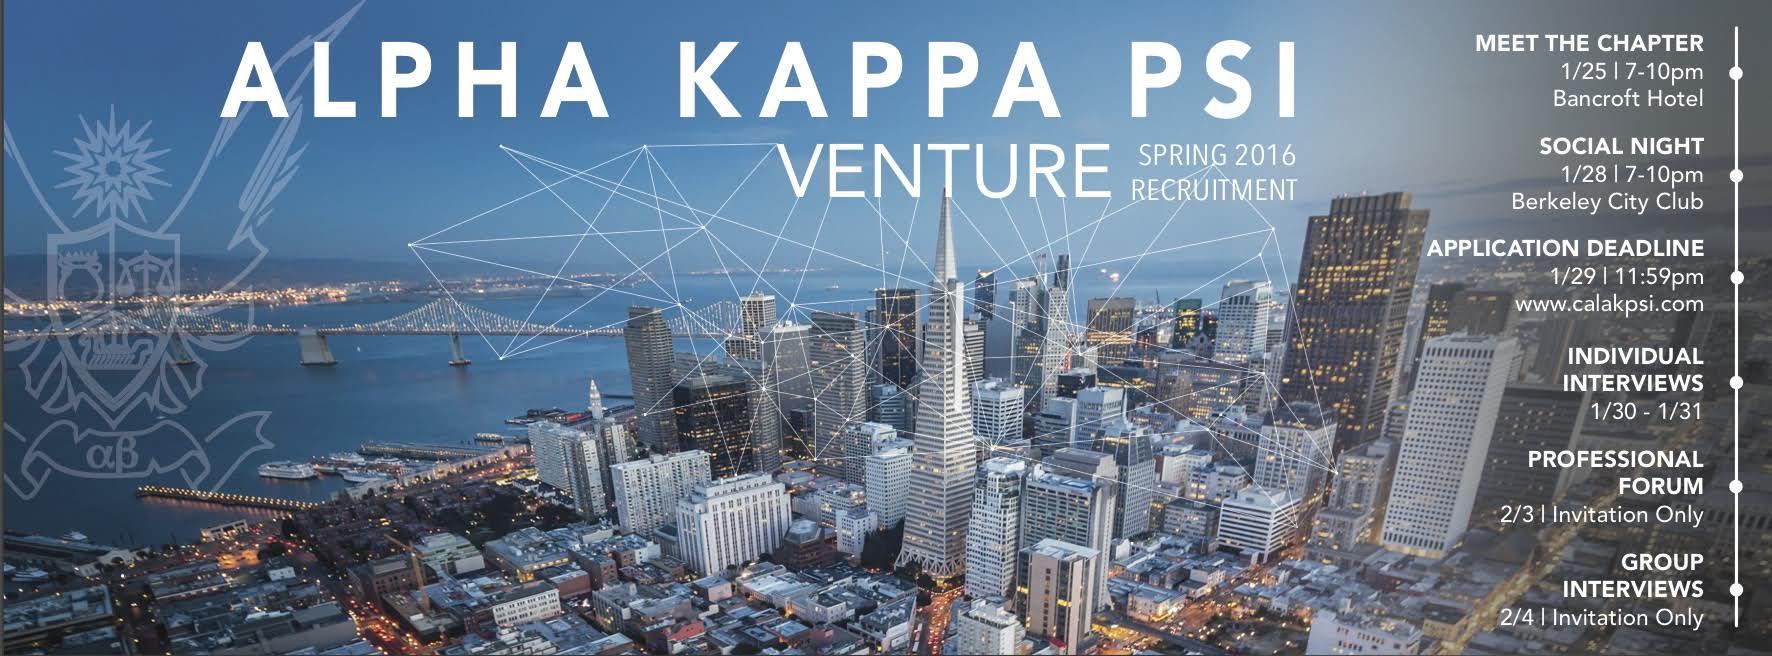 ALPHA KAPPA PSI
VENTURE
SPRING 2016
RECRUITMENT
αβ
MEET THE CHAPTER
1/25 | 7-10pm
Bancroft Hotel
SOCIAL NIGHT
1/28 | 7-10pm
Berkeley City Club
APPLICATION DEADLINE
1/29 | 11:59pm
www.calakpsi.com
INDIVIDUAL
INTERVIEWS
1/30 - 1/31
PROFESSIONAL
FORUM
2/3 | Invitation Only
GROUP
INTERVIEWS
2/4 | Invitation Only